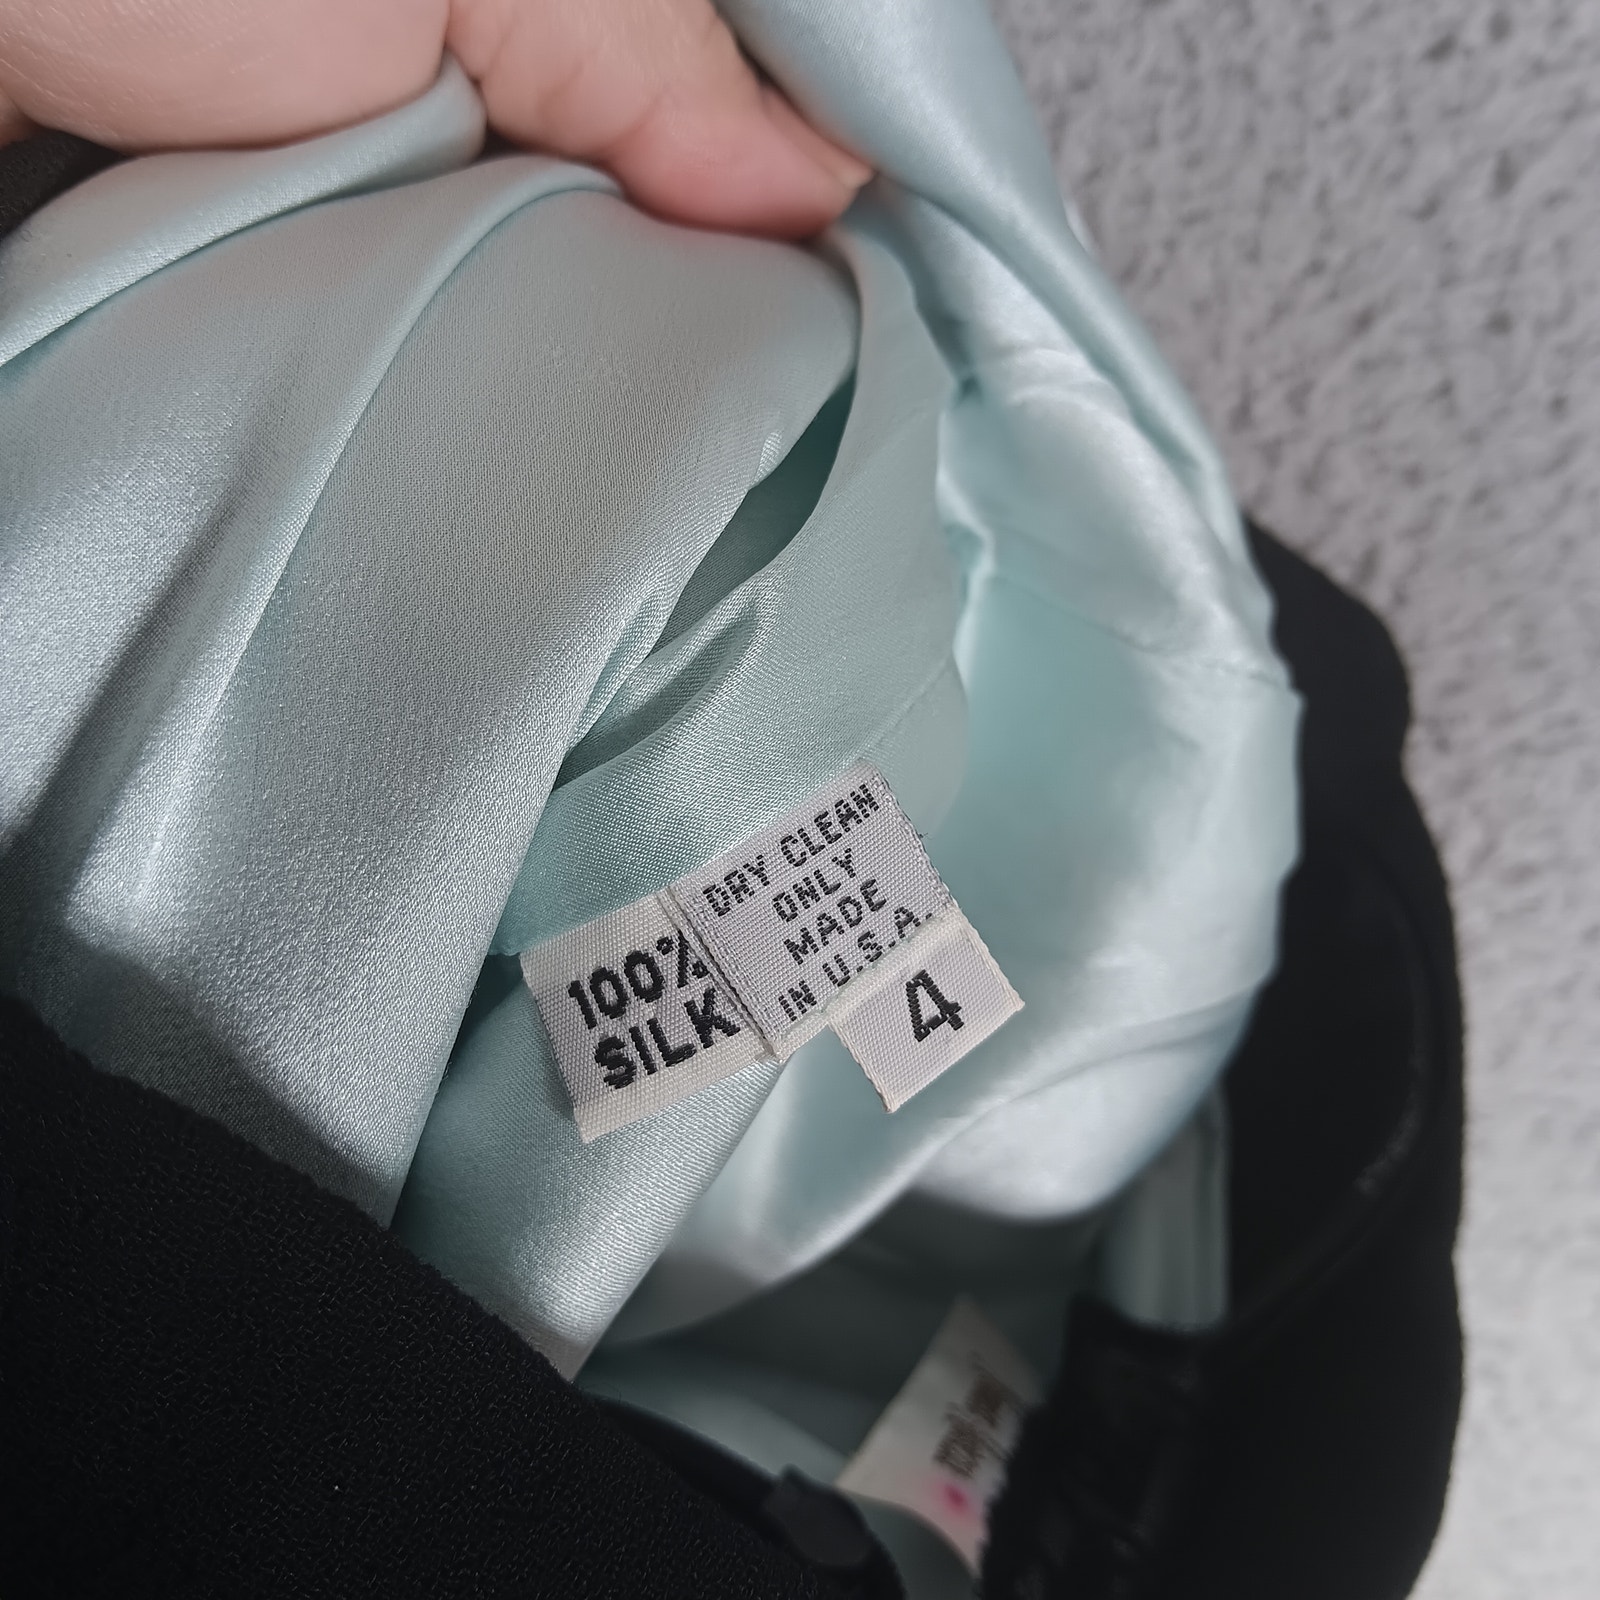 100%
SILK
DRY CLEAN
ONLY
MADE
IN U.S.A.
4